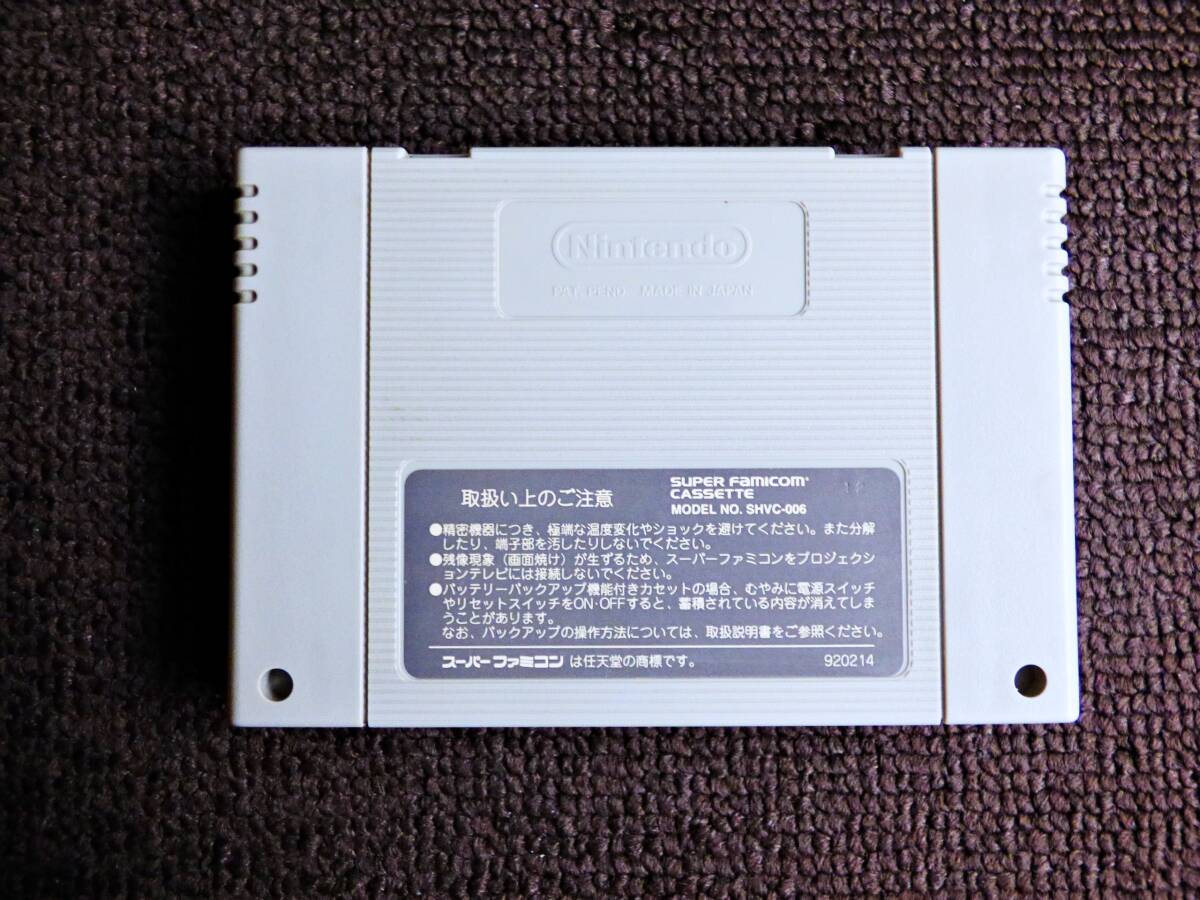 Nintendo
PAT. PEND. MADE IN JAPAN
取扱い上のご注意
SUPER FAMICOM
CASSETTE
MODEL NO. SHVC-006
●精密機器につき、極端な温度変化やショックを避けてください。また分解
したり、端子部を汚したりしないでください。
●残像現象（画面焼け）が生ずるため、スーパーファミコンをプロジェクシ
ョンテレビには接続しないでください。
●バッテリーバックアップ機能付きカセットの場合、むやみに電源スイッチ
やリセットスイッチをON·OFFすると、蓄積されている内容が消えてしま
うことがあります。
なお、バックアップの操作方法については、取扱説明書をご参照ください。
スーパーファミコン は任天堂の商標です。
920214